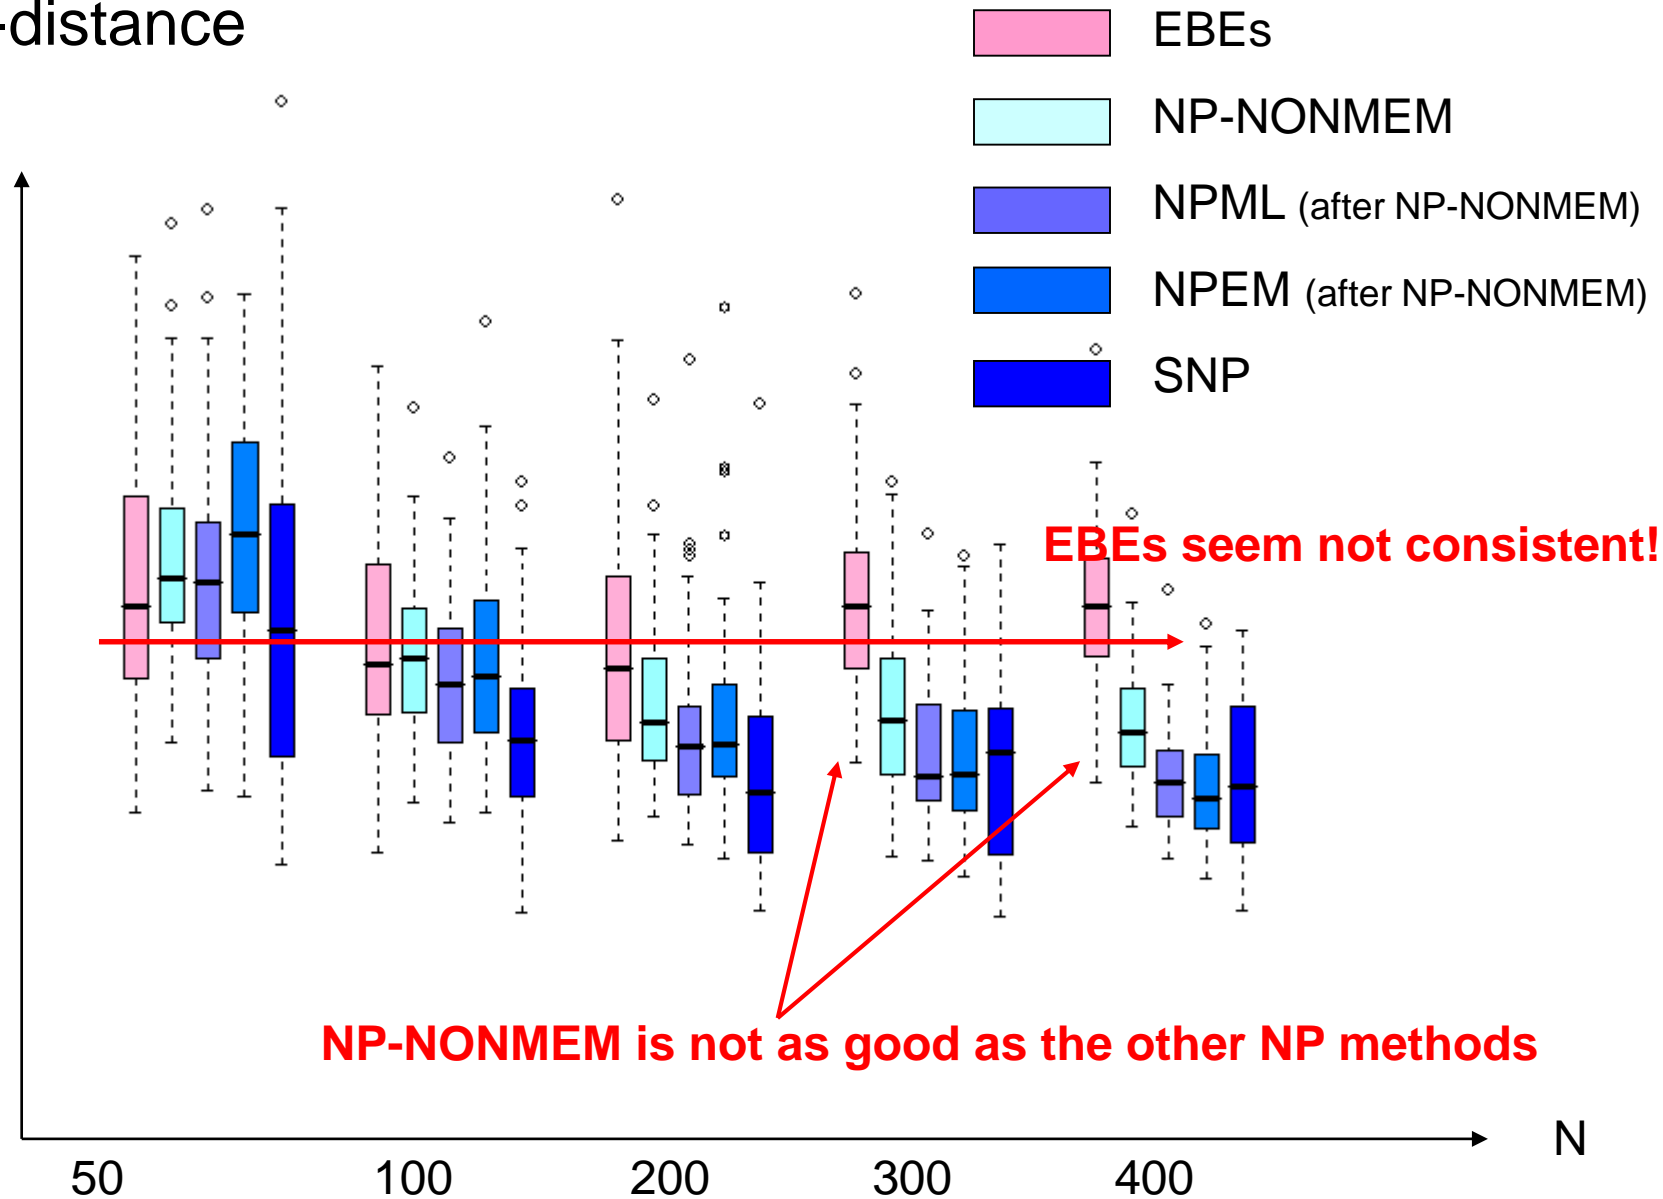 -distance
EBEs
NP-NONMEM
NPML (after NP-NONMEM)
NPEM (after NP-NONMEM)
SNP
EBEs seem not consistent!
NP-NONMEM is not as good as the other NP methods
N
50 100 200 300 400